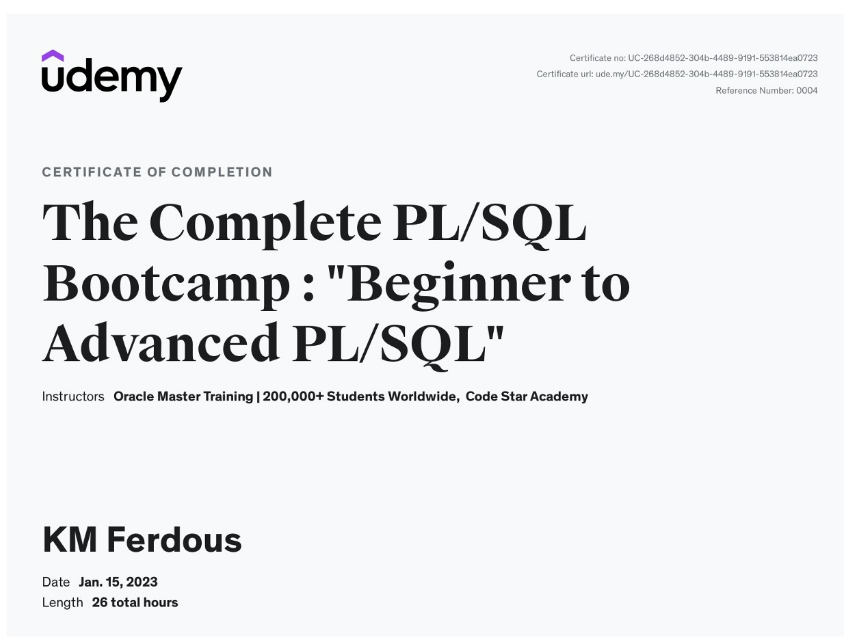 udemy
Certificate no: UC-268d4852-304b-4489-9191-553814ea0723
Certificate url: ude.my/UC-268d4852-304b-4489-9191-553814ea0723
Reference Number: 0004
CERTIFICATE OF COMPLETION
The Complete PL/SQL
Bootcamp : "Beginner to
Advanced PL/SQL"
Instructors Oracle Master Training | 200,000+ Students Worldwide, Code Star Academy
KM Ferdous
Date Jan. 15, 2023
Length 26 total hours